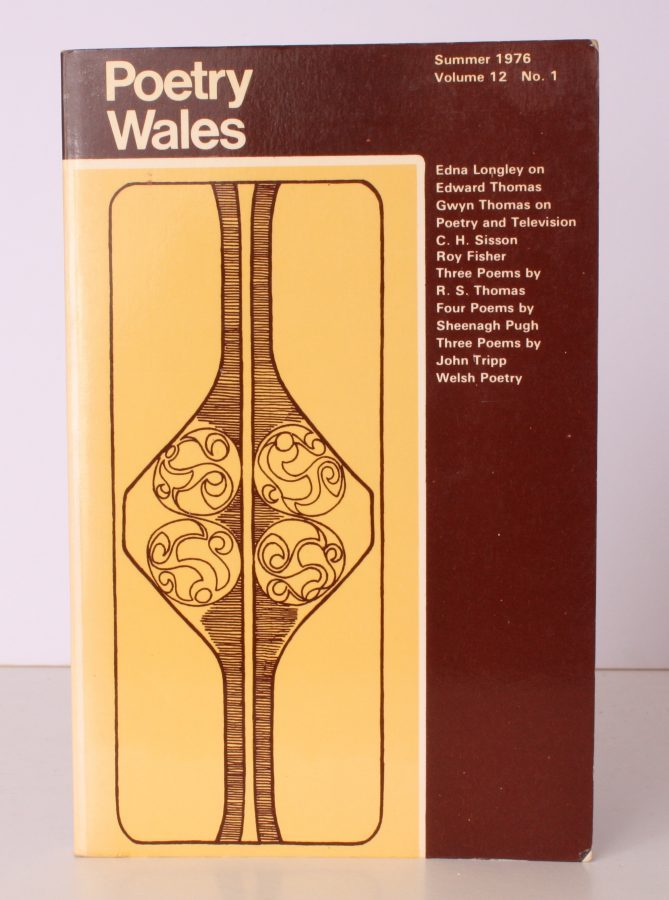 Poetry
Wales
Summer 1976
Volume 12 No. 1
Edna Longley on
Edward Thomas
Gwyn Thomas on
Poetry and Television
C. H. Sisson
Roy Fisher
Three Poems by
R. S. Thomas
Four Poems by
Sheenagh Pugh
Three Poems by
John Tripp
Welsh Poetry